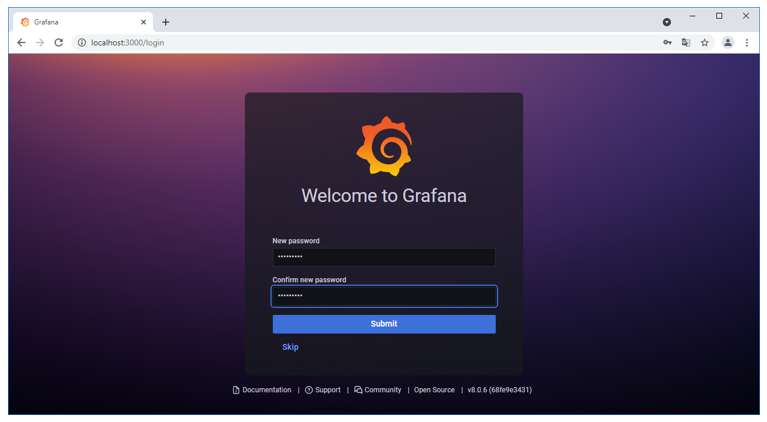 Grafana
localhost:3000/login
Welcome to Grafana
New password
•••••••••
Confirm new password
•••••••••
Submit
Skip
Documentation | Support | Community | Open Source | v8.0.6 (68fe9e3431)